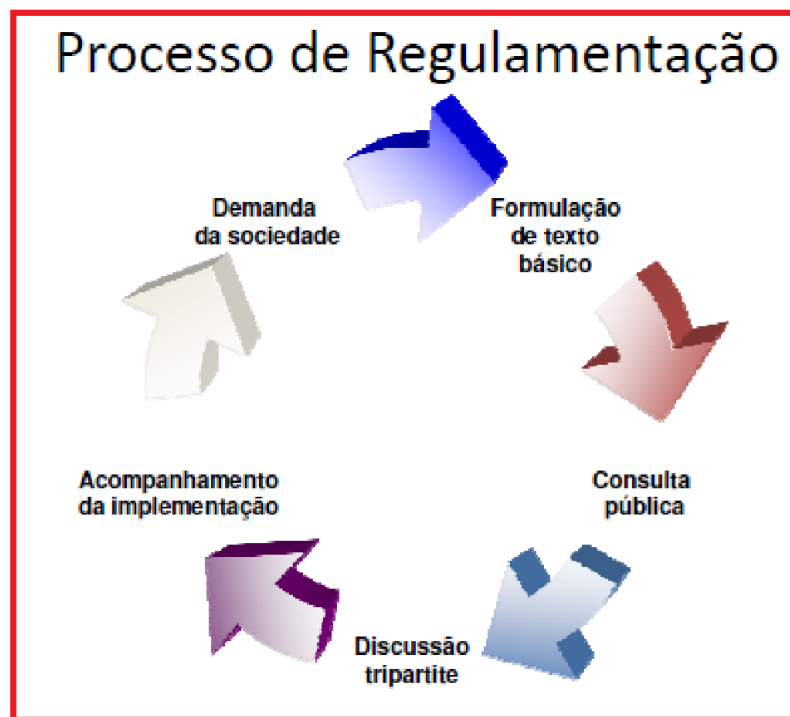 Processo de Regulamentação
Demanda
da sociedade
Formulação
de texto
básico
Consulta
pública
Discussão
tripartite
Acompanhamento
da implementação